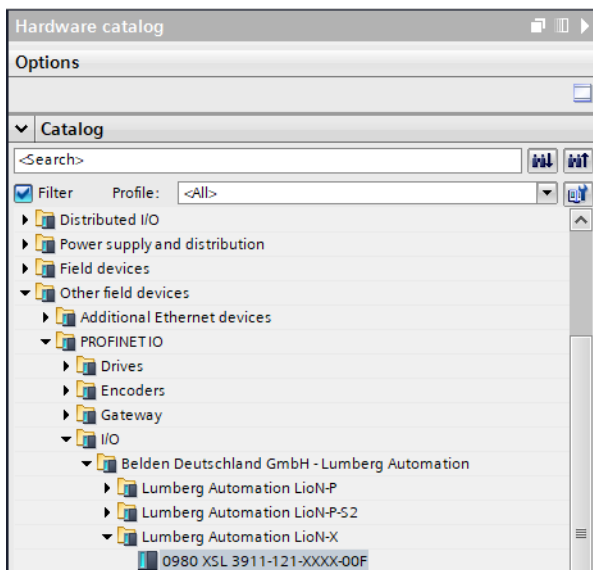 Hardware catalog
Options
Catalog
<Search>
Filter Profile: <All>
Distributed I/O
Power supply and distribution
Field devices
Other field devices
Additional Ethernet devices
PROFINET IO
Drives
Encoders
Gateway
I/O
Belden Deutschland GmbH - Lumberg Automation
Lumberg Automation LioN-P
Lumberg Automation LioN-P-S2
Lumberg Automation LioN-X
0980 XSL 3911-121-XXXX-00F